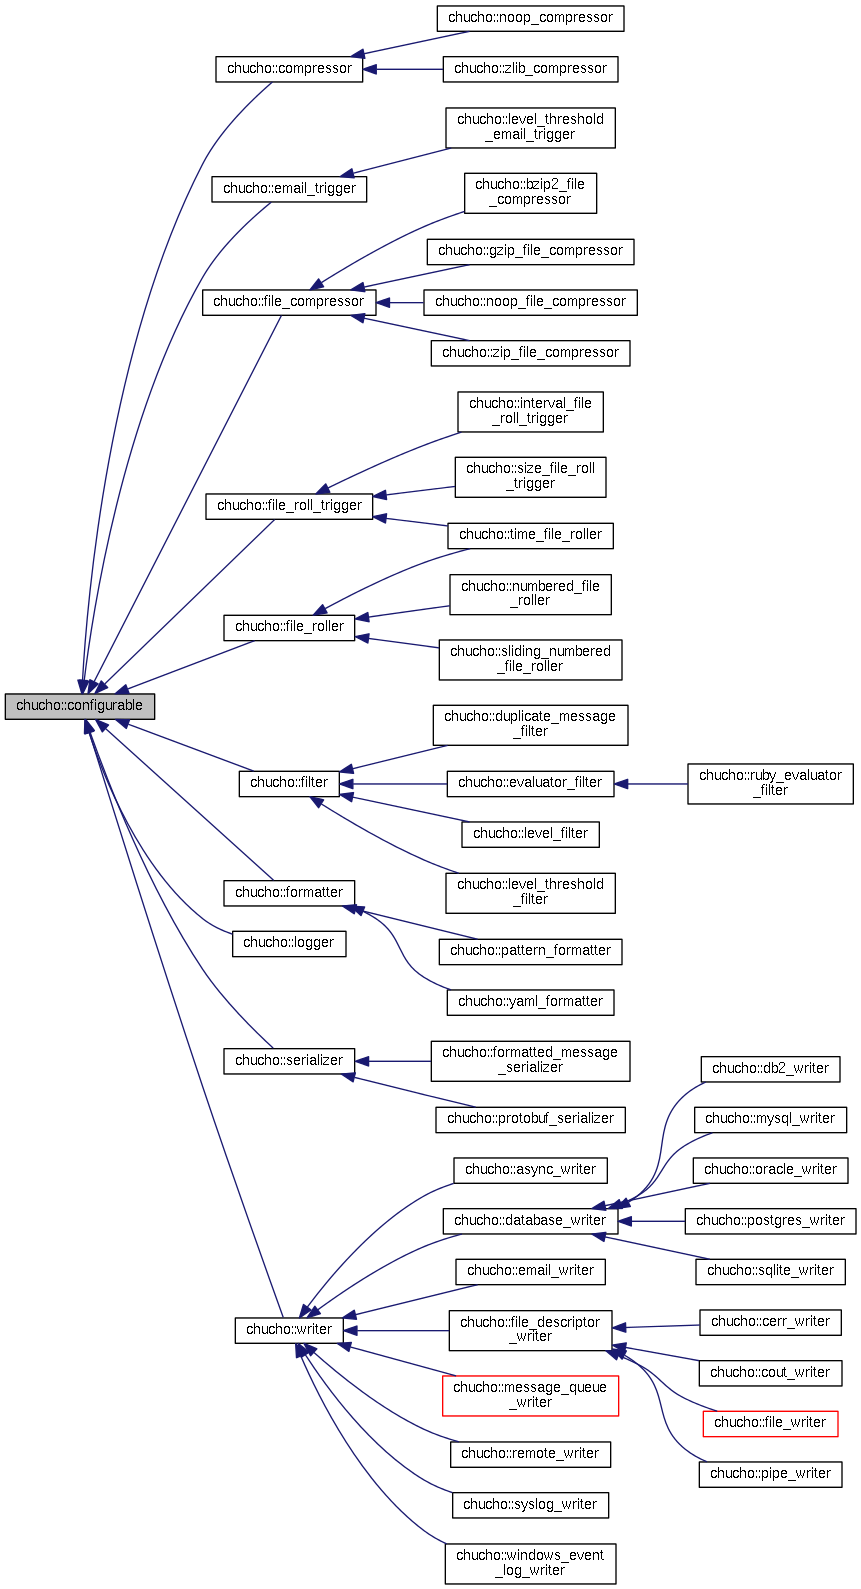 chucho::noop_compressor
chucho::compressor
chucho::zlib_compressor
chucho::level_threshold
_email_trigger
chucho::email_trigger
chucho::bzip2_file
_compressor
chucho::gzip_file_compressor
chucho::file_compressor
chucho::noop_file_compressor
chucho::zip_file_compressor
chucho::interval_file
_roll_trigger
chucho::size_file_roll
_trigger
chucho::file_roll_trigger
chucho::time_file_roller
chucho::numbered_file
_roller
chucho::file_roller
chucho::sliding_numbered
_file_roller
chucho::configurable
chucho::duplicate_message
_filter
chucho::filter
chucho::evaluator_filter
chucho::ruby_evaluator
_filter
chucho::level_filter
chucho::level_threshold
_filter
chucho::formatter
chucho::logger
chucho::pattern_formatter
chucho::yaml_formatter
chucho::formatted_message
_serializer
chucho::serializer
chucho::protobuf_serializer
chucho::db2_writer
chucho::mysql_writer
chucho::async_writer
chucho::oracle_writer
chucho::database_writer
chucho::postgres_writer
chucho::email_writer
chucho::sqlite_writer
chucho::writer
chucho::file_descriptor
_writer
chucho::cerr_writer
chucho::cout_writer
chucho::message_queue
_writer
chucho::file_writer
chucho::remote_writer
chucho::pipe_writer
chucho::syslog_writer
chucho::windows_event
_log_writer